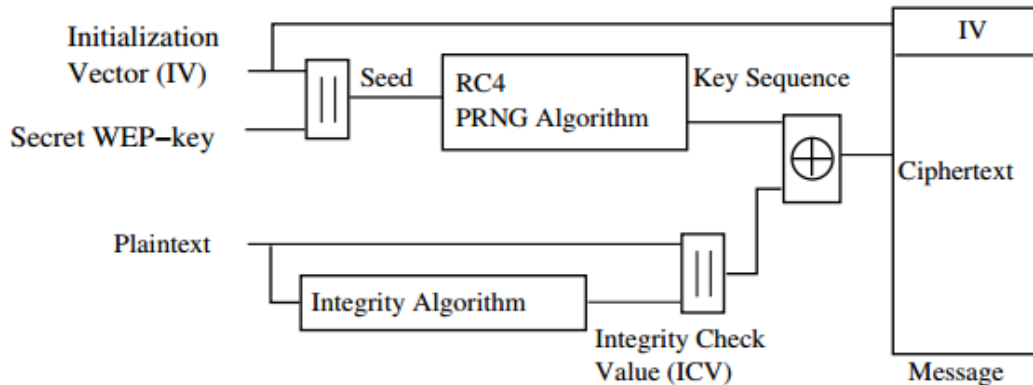 Initialization
Vector (IV)
IV
||
Seed
RC4
PRNG Algorithm
Key Sequence
Secret WEP−key
Ciphertext
Plaintext
||
Integrity Algorithm
Integrity Check
Value (ICV)
Message